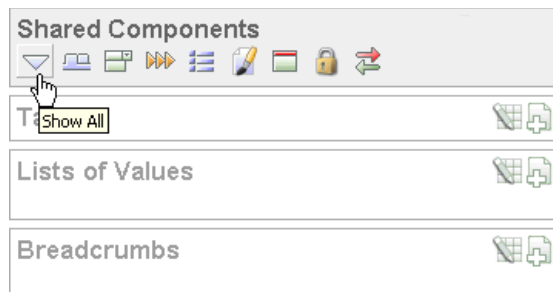 Shared Components
Show All
Lists of Values
Breadcrumbs